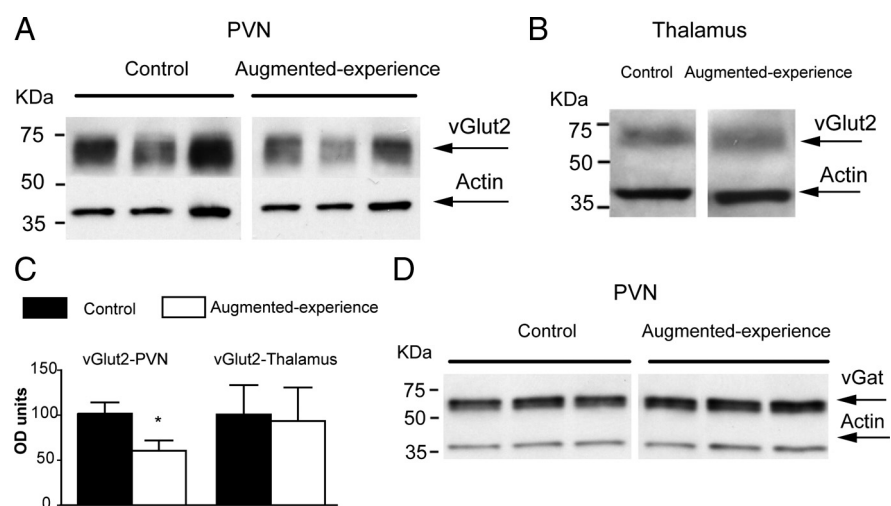 A
PVN
Control Augmented-experience
KDa
75
50
35
vGlut2
Actin
B
Thalamus
Control Augmented-experience
KDa
75
50
35
vGlut2
Actin
C
Control Augmented-experience
vGlut2-PVN vGlut2-Thalamus
OD units
150
100
50
0
*
D
PVN
Control Augmented-experience
KDa
75
50
35
vGat
Actin